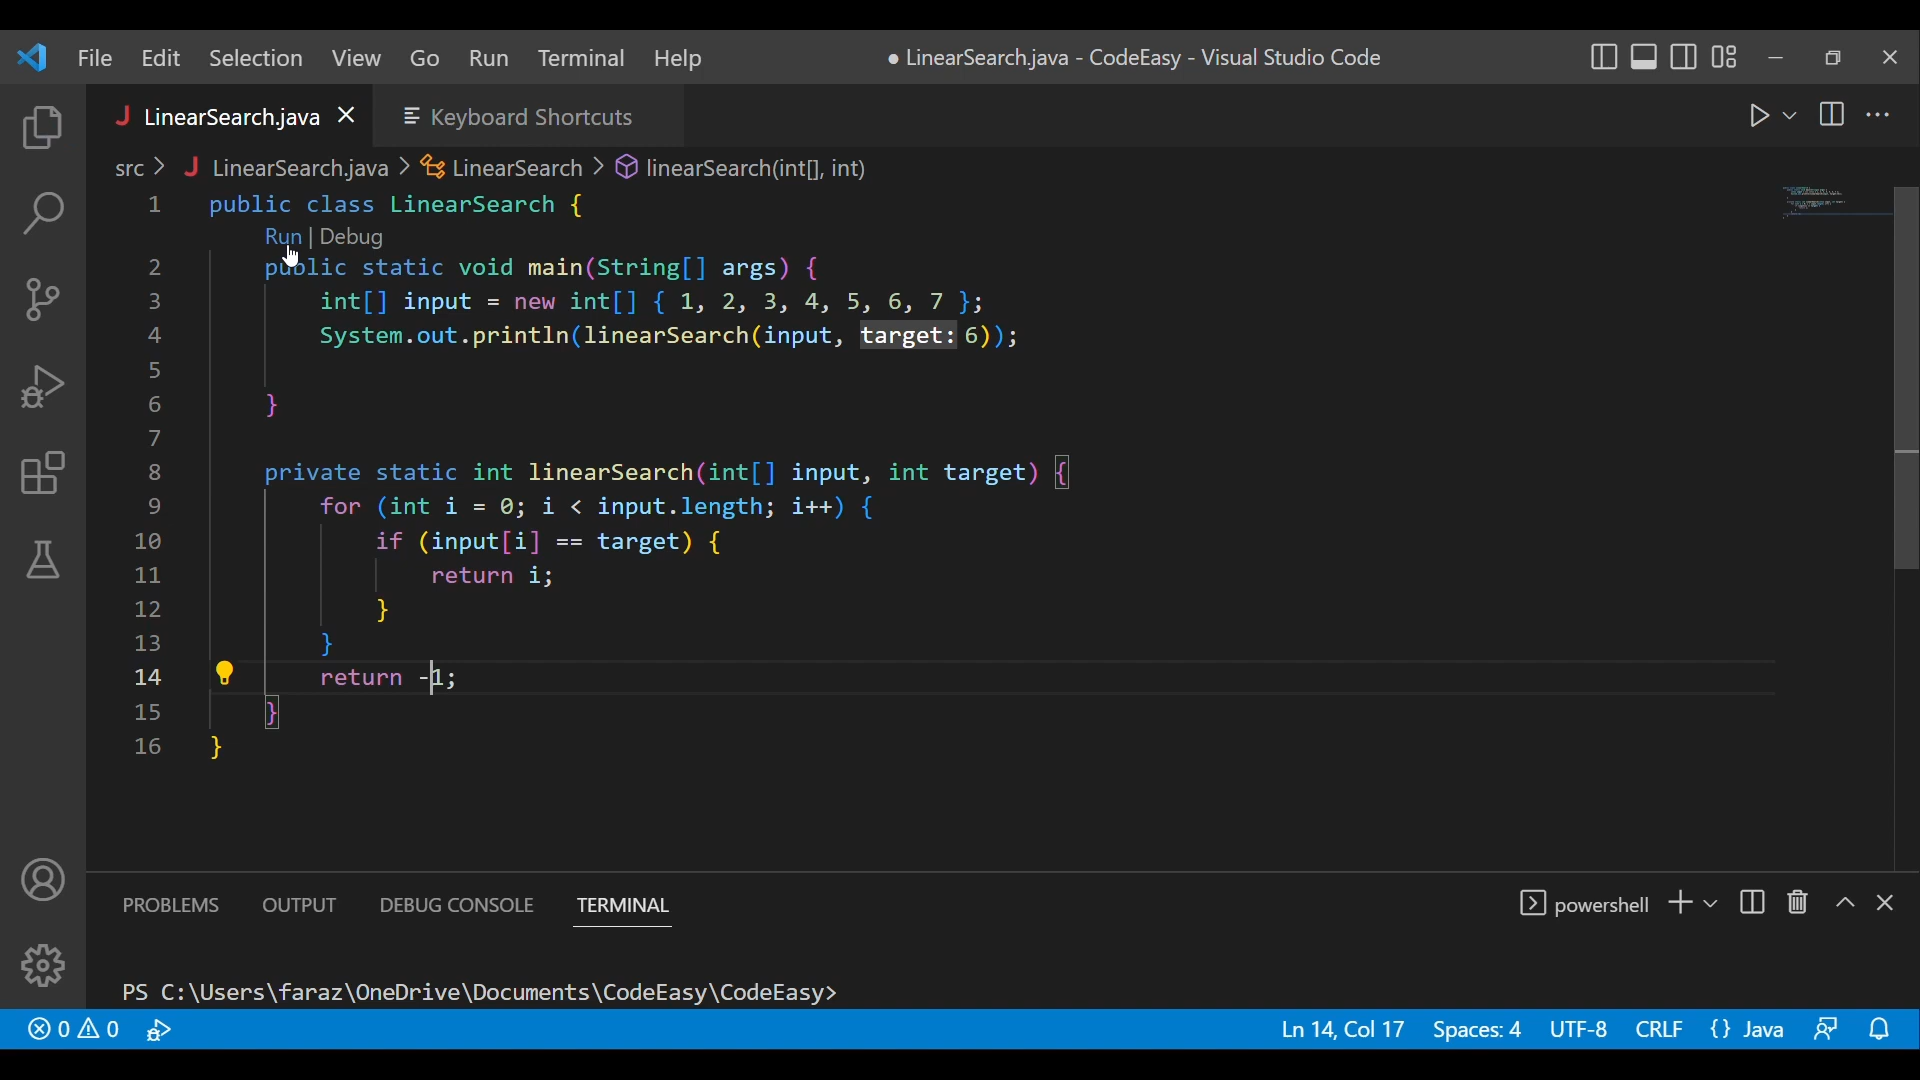 File Edit Selection View Go Run Terminal Help ● LinearSearch.java - CodeEasy - Visual Studio Code
J LinearSearch.java Keyboard Shortcuts
src > J LinearSearch.java > LinearSearch > linearSearch(int[], int)
1 public class LinearSearch {
Run | Debug
2 public static void main(String[] args) {
3 int[] input = new int[] { 1, 2, 3, 4, 5, 6, 7 };
4 System.out.println(linearSearch(input, target: 6));
5
6 }
7
8 private static int linearSearch(int[] input, int target) {
9 for (int i = 0; i < input.length; i++) {
10 if (input[i] == target) {
11 return i;
12 }
13 }
14 return -1;
15 }
16 }
PROBLEMS OUTPUT DEBUG CONSOLE TERMINAL powershell
PS C:\Users\faraz\OneDrive\Documents\CodeEasy\CodeEasy>
0 0 Ln 14, Col 17 Spaces: 4 UTF-8 CRLF {} Java